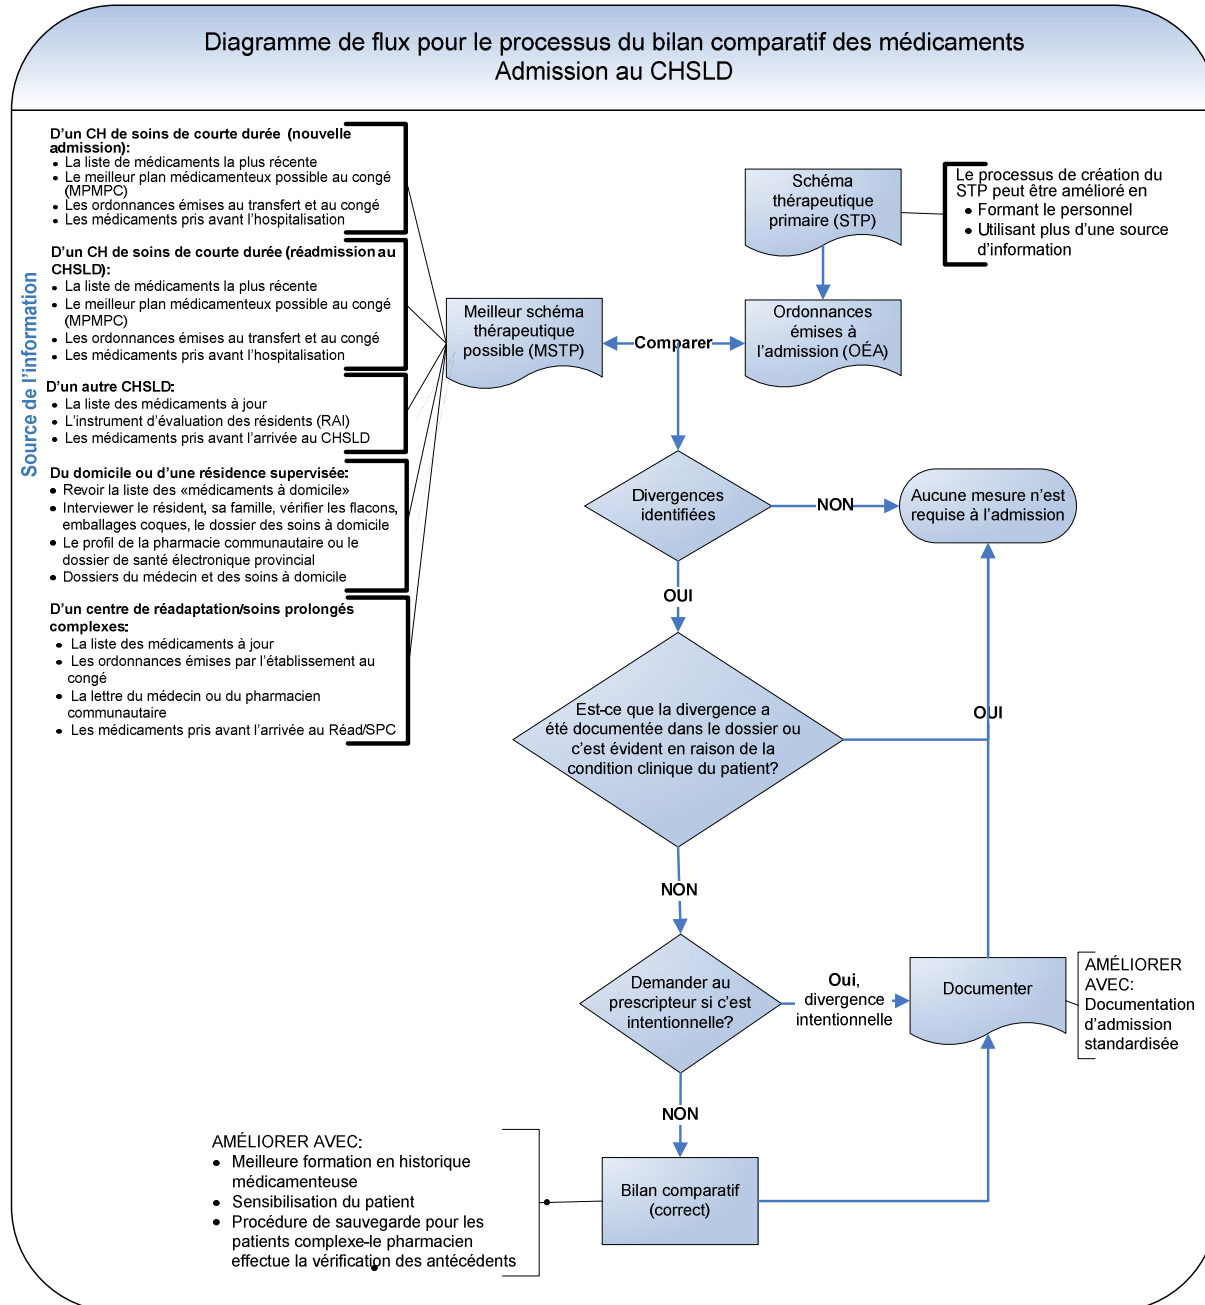 Diagramme de flux pour le processus du bilan comparatif des médicaments
Admission au CHSLD
Source de l'information
D'un CH de soins de courte durée (nouvelle
admission):
• La liste de médicaments la plus récente
• Le meilleur plan médicamenteux possible au congé
(MPMPC)
• Les ordonnances émises au transfert et au congé
• Les médicaments pris avant l'hospitalisation
D'un CH de soins de courte durée (réadmission au
CHSLD):
• La liste de médicaments la plus récente
• Le meilleur plan médicamenteux possible au congé
(MPMPC)
• Les ordonnances émises au transfert et au congé
• Les médicaments pris avant l'hospitalisation
D'un autre CHSLD:
• La liste des médicaments à jour
• L'instrument d'évaluation des résidents (RAI)
• Les médicaments pris avant l'arrivée au CHSLD
Du domicile ou d'une résidence supervisée:
• Revoir la liste des «médicaments à domicile»
• Interviewer le résident, sa famille, vérifier les flacons,
emballages coques, le dossier des soins à domicile
• Le profil de la pharmacie communautaire ou le
dossier de santé électronique provincial
• Dossiers du médecin et des soins à domicile
D'un centre de réadaptation/soins prolongés
complexes:
• La liste des médicaments à jour
• Les ordonnances émises par l'établissement au
congé
• La lettre du médecin ou du pharmacien
communautaire
• Les médicaments pris avant l'arrivée au Réad/SPC
Schéma
thérapeutique
primaire (STP)
Le processus de création du
STP peut être amélioré en
• Formant le personnel
• Utilisant plus d'une source
d'information
Meilleur schéma
thérapeutique
possible (MSTP)
Comparer
Ordonnances
émises à
l'admission (OÉA)
Divergences
identifiées
NON
Aucune mesure n'est
requise à l'admission
OUI
Est-ce que la divergence a
été documentée dans le dossier ou
c'est évident en raison de la
condition clinique du patient?
OUI
NON
Demander au
prescripteur si c'est
intentionnelle?
Oui,
divergence
intentionnelle
Documenter
AMÉLIORER
AVEC:
Documentation
d'admission
standardisée
NON
Bilan comparatif
(correct)
AMÉLIORER AVEC:
• Meilleure formation en historique
médicamenteuse
• Sensibilisation du patient
• Procédure de sauvegarde pour les
patients complexe-le pharmacien
effectue la vérification des antécédents